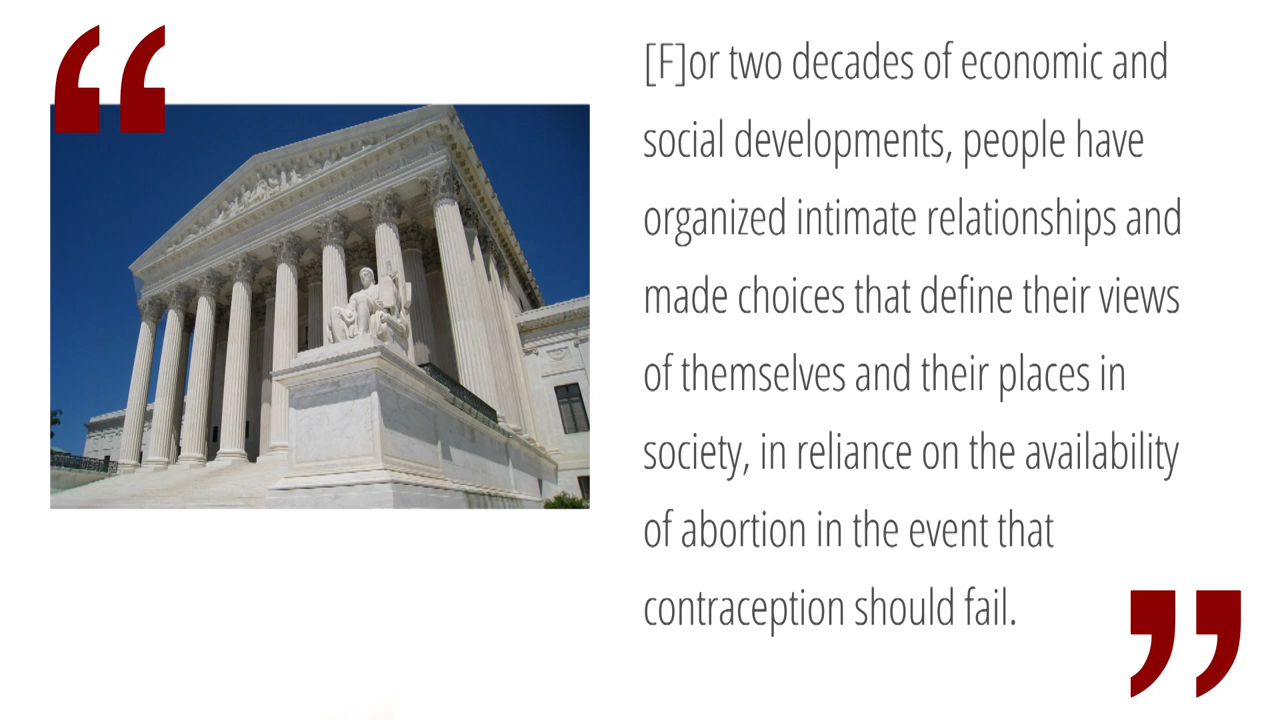 “
[F]or two decades of economic and
social developments, people have
organized intimate relationships and
made choices that define their views
of themselves and their places in
society, in reliance on the availability
of abortion in the event that
contraception should fail.
”